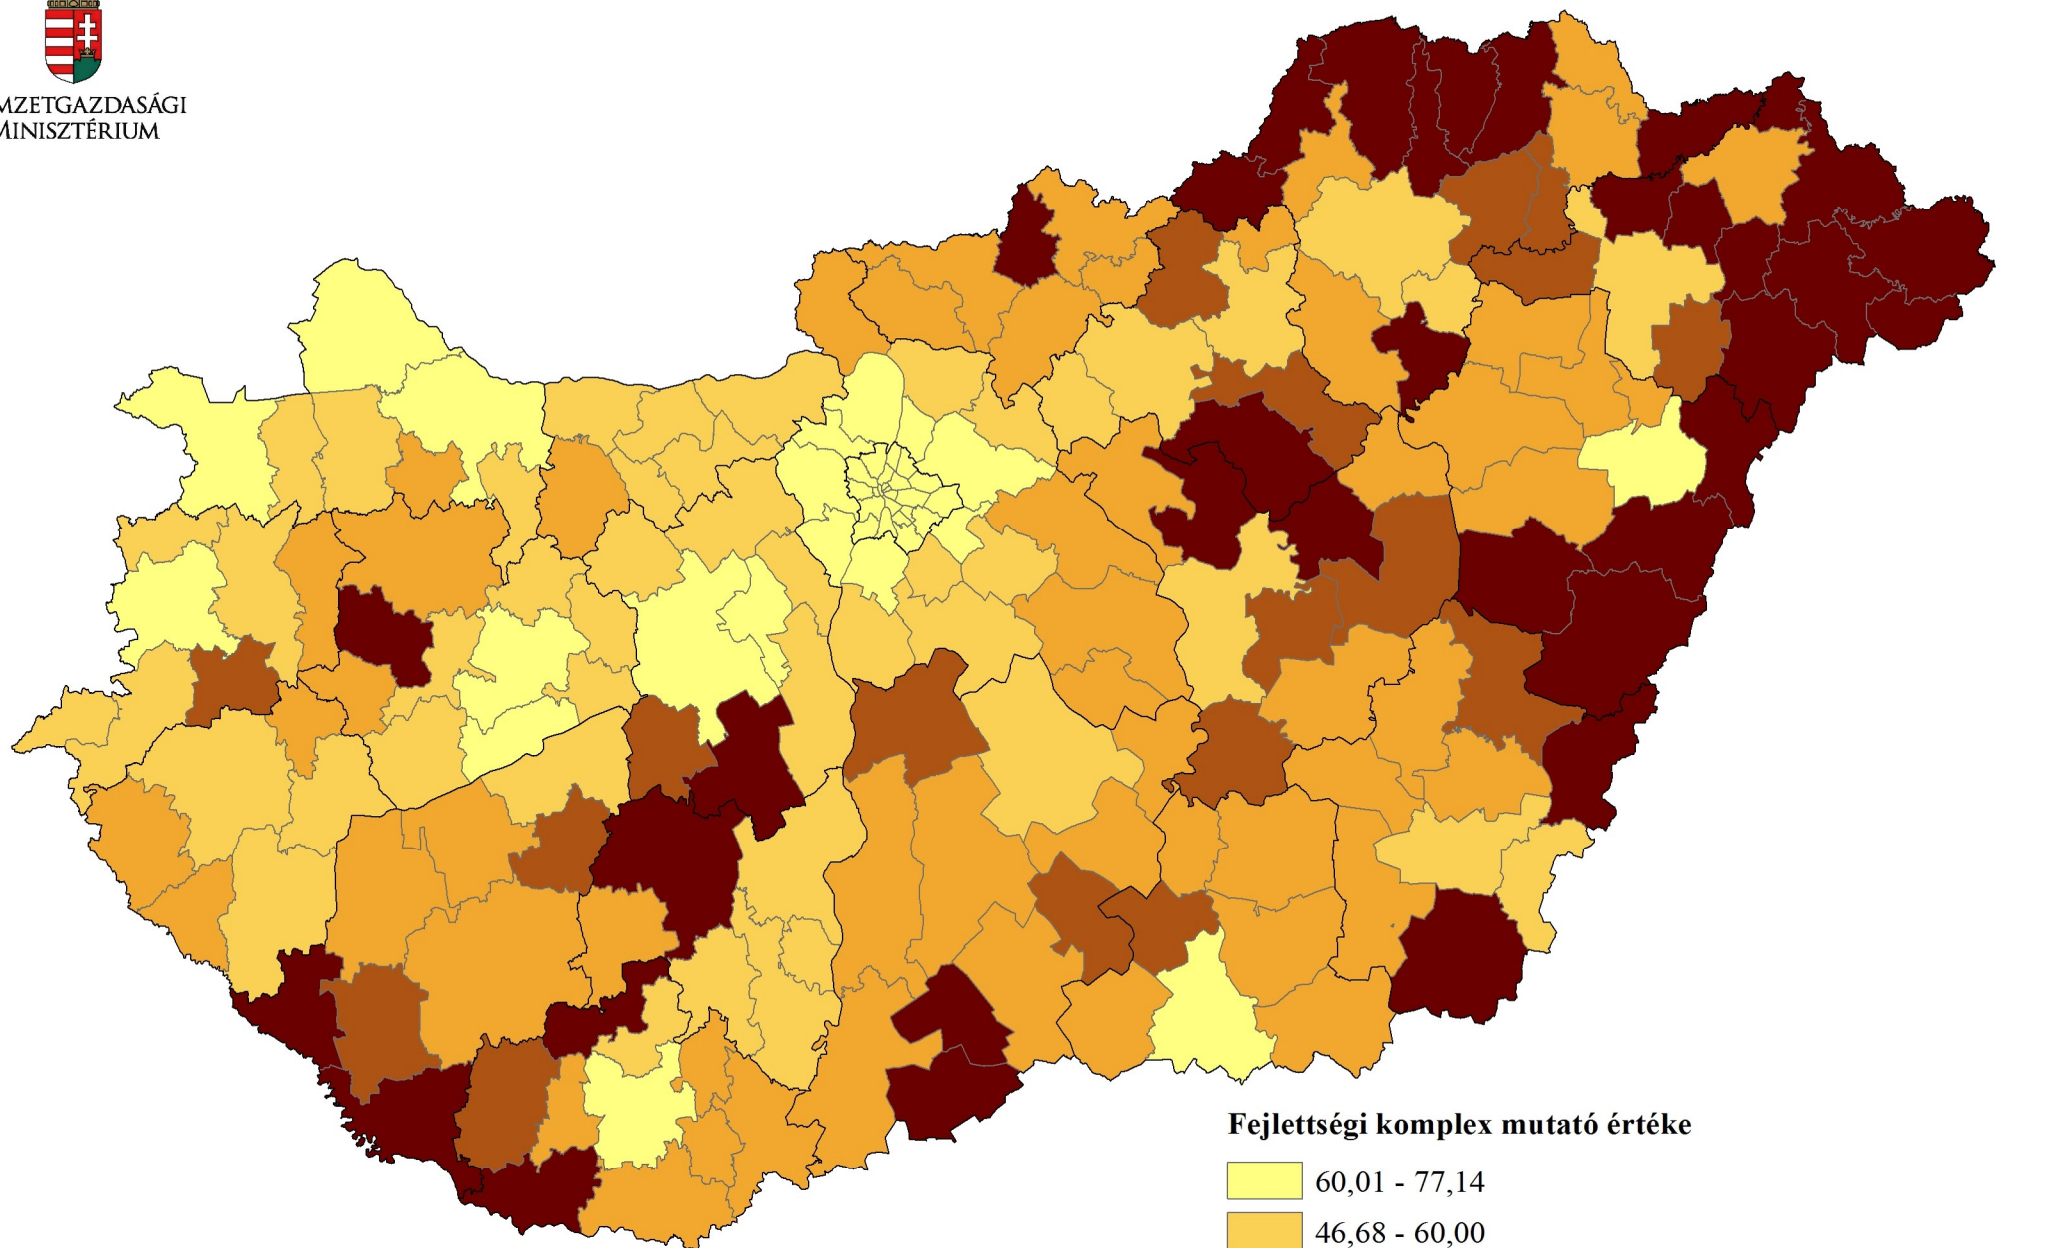 MZETGAZDASÁGI
MINISZTÉRIUM
Fejlettségi komplex mutató értéke
60,01 - 77,14
46,68 - 60,00